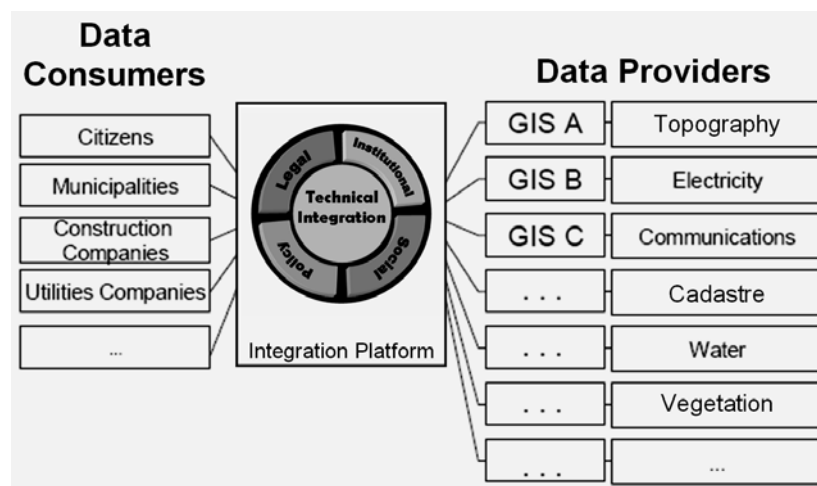 Data
Consumers
Citizens
Municipalities
Construction
Companies
Utilities Companies
...
Legal
Institutional
Technical
Integration
Policy
Social
Integration Platform
Data Providers
GIS A
Topography
GIS B
Electricity
GIS C
Communications
. . .
Cadastre
. . .
Water
. . .
Vegetation
. . .
...